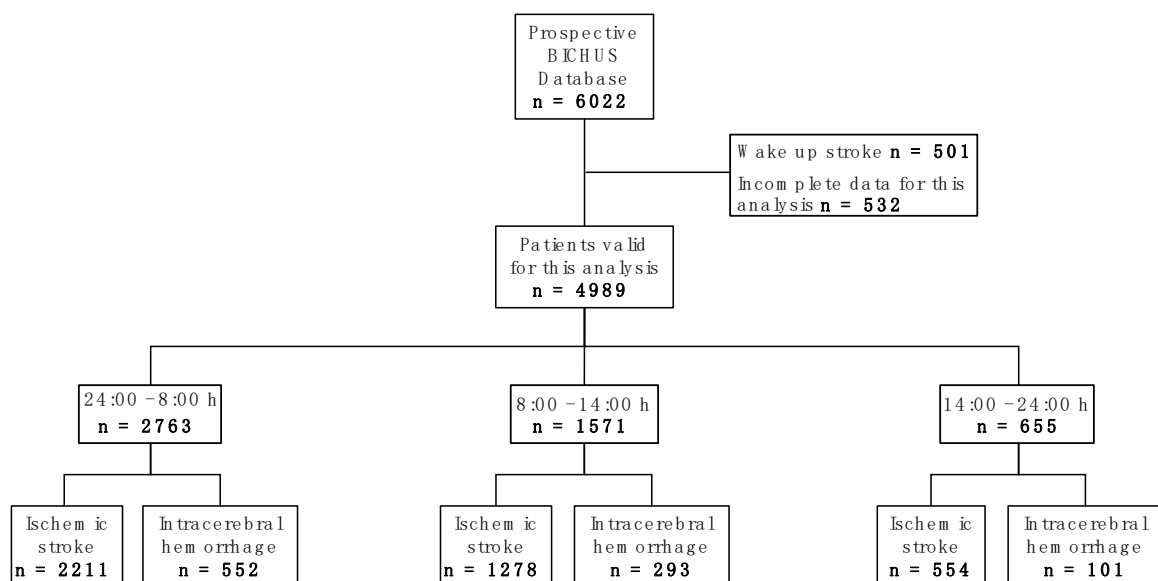 Prospective
BICHUS
Database
n = 6022
Wake up stroke n = 501
Incomplete data for this
analysis n = 532
Patients valid
for this analysis
n = 4989
24:00 –8:00 h
n = 2763
8:00 –14:00 h
n = 1571
14:00 –24:00 h
n = 655
Ischemic
stroke
n = 2211
Intracerebral
hemorrhage
n = 552
Ischemic
stroke
n = 1278
Intracerebral
hemorrhage
n = 293
Ischemic
stroke
n = 554
Intracerebral
hemorrhage
n = 101